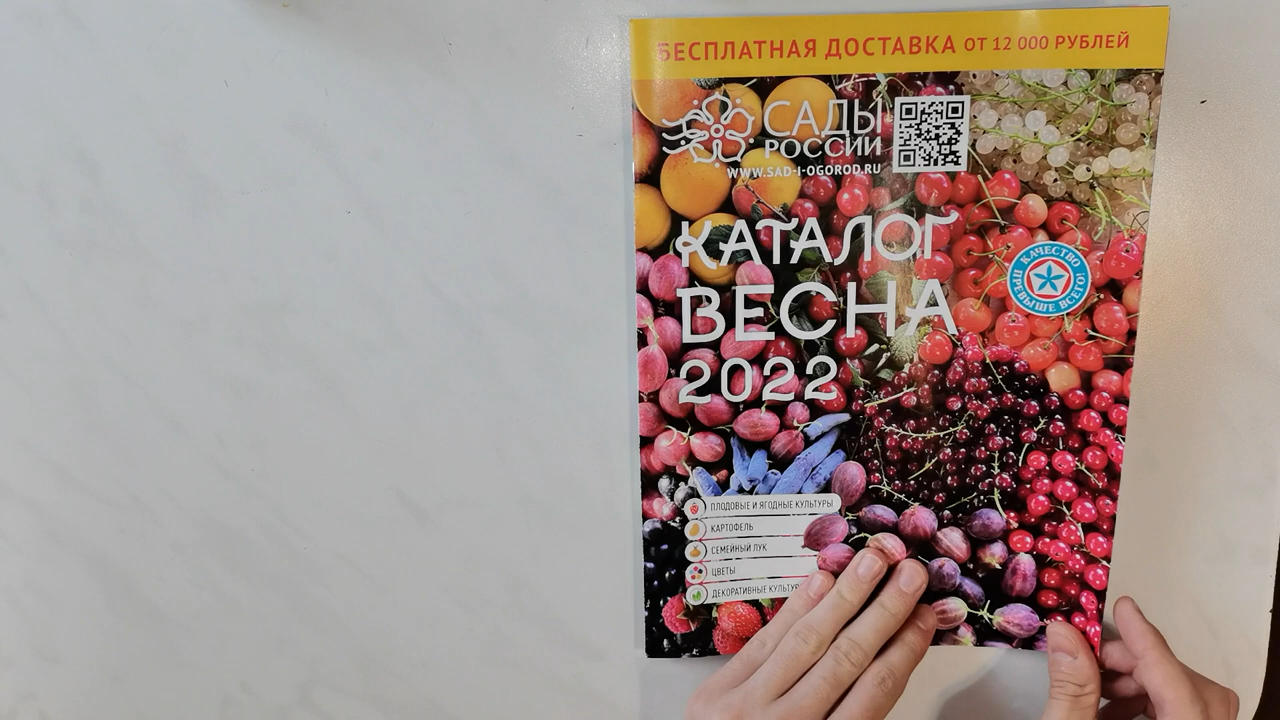 БЕСПЛАТНАЯ ДОСТАВКА ОТ 12 000 РУБЛЕЙ
САДЫ
РОССИИ
WWW.SAD-I-OGOROD.RU
КАТАЛОГ
ВЕСНА
2022
КАЧЕСТВО
ПРЕВЫШЕ ВСЕГО!
ПЛОДОВЫЕ И ЯГОДНЫЕ КУЛЬТУРЫ
КАРТОФЕЛЬ
СЕМЕЙНЫЙ ЛУК
ЦВЕТЫ
ДЕКОРАТИВНЫЕ